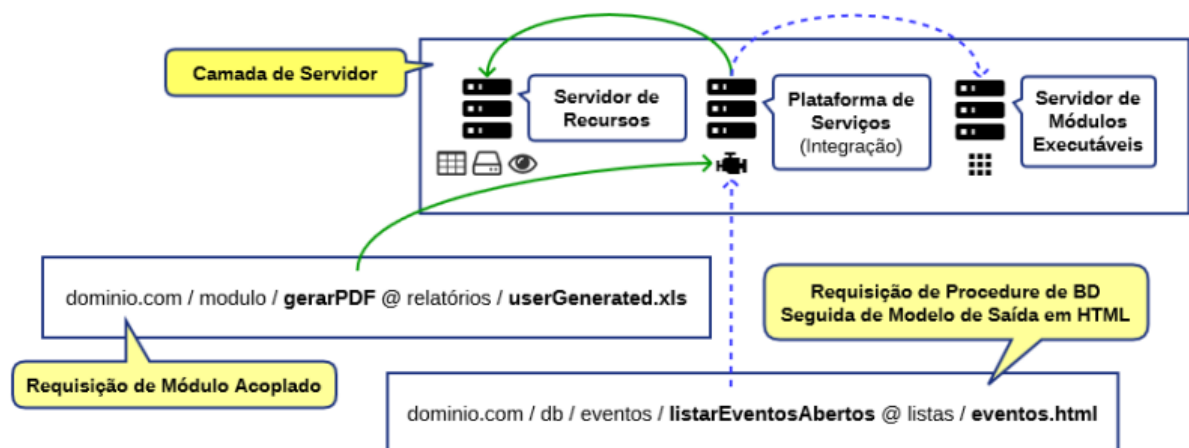 Camada de Servidor
Servidor de
Recursos
Plataforma de
Serviços
(Integração)
Servidor de
Módulos
Executáveis
dominio.com / modulo / gerarPDF @ relatórios / userGenerated.xls
Requisição de Procedure de BD
Seguida de Modelo de Saída em HTML
Requisição de Módulo Acoplado
dominio.com / db / eventos / listarEventosAbertos @ listas / eventos.html